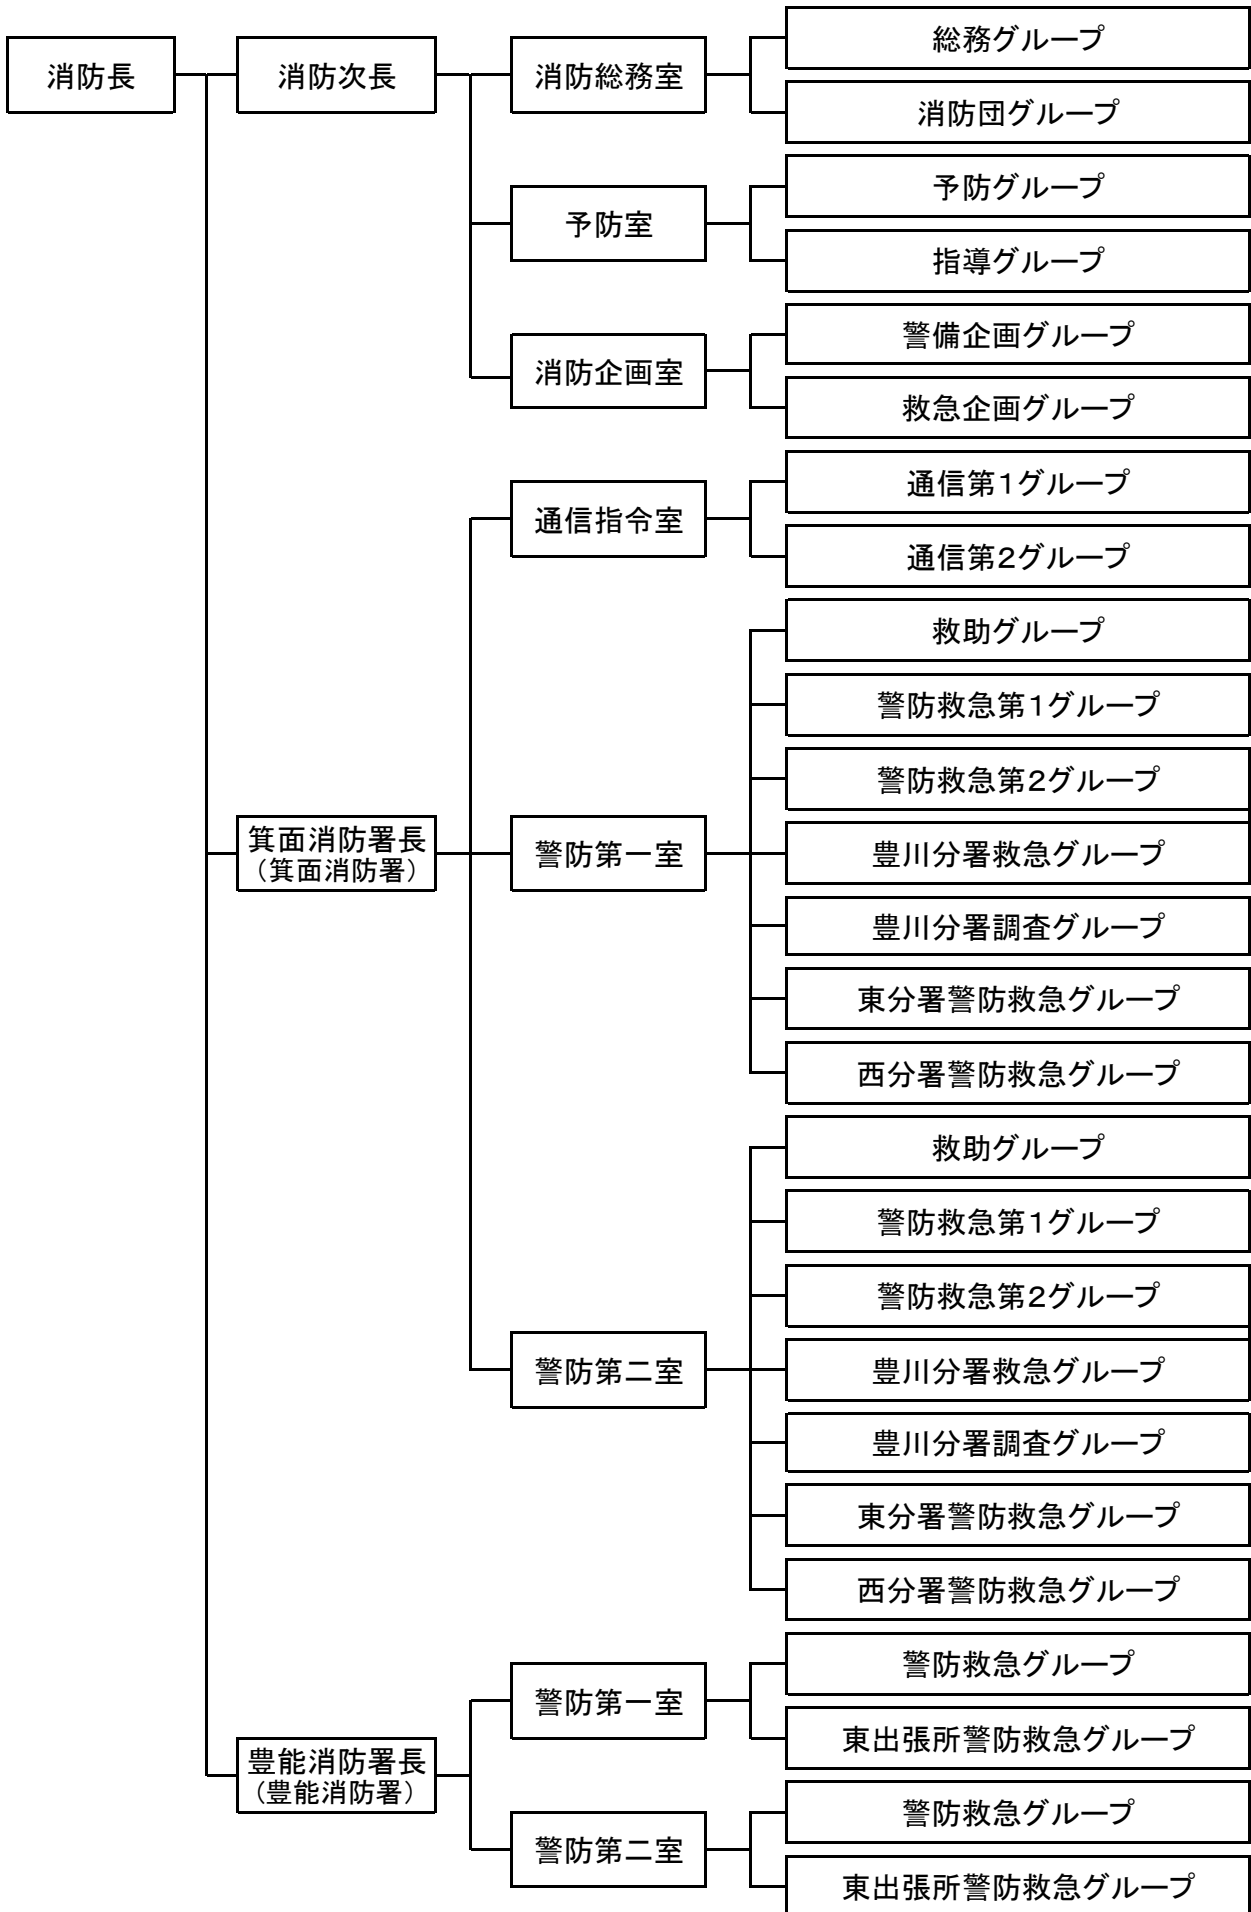 消防長
消防次長
消防総務室
総務グループ
消防団グループ
予防室
予防グループ
指導グループ
消防企画室
警備企画グループ
救急企画グループ
箕面消防署長
（箕面消防署）
通信指令室
通信第1グループ
通信第2グループ
警防第一室
救助グループ
警防救急第1グループ
警防救急第2グループ
豊川分署救急グループ
豊川分署調査グループ
東分署警防救急グループ
西分署警防救急グループ
警防第二室
救助グループ
警防救急第1グループ
警防救急第2グループ
豊川分署救急グループ
豊川分署調査グループ
東分署警防救急グループ
西分署警防救急グループ
豊能消防署長
（豊能消防署）
警防第一室
警防救急グループ
東出張所警防救急グループ
警防第二室
警防救急グループ
東出張所警防救急グループ